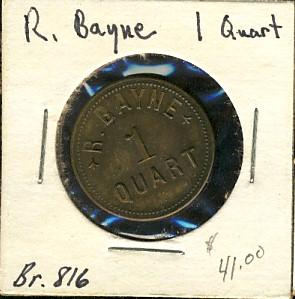 R. Bayne 1 Quart
★ R. BAYNE ★
1
QUART
Br. 816
$ 41.00